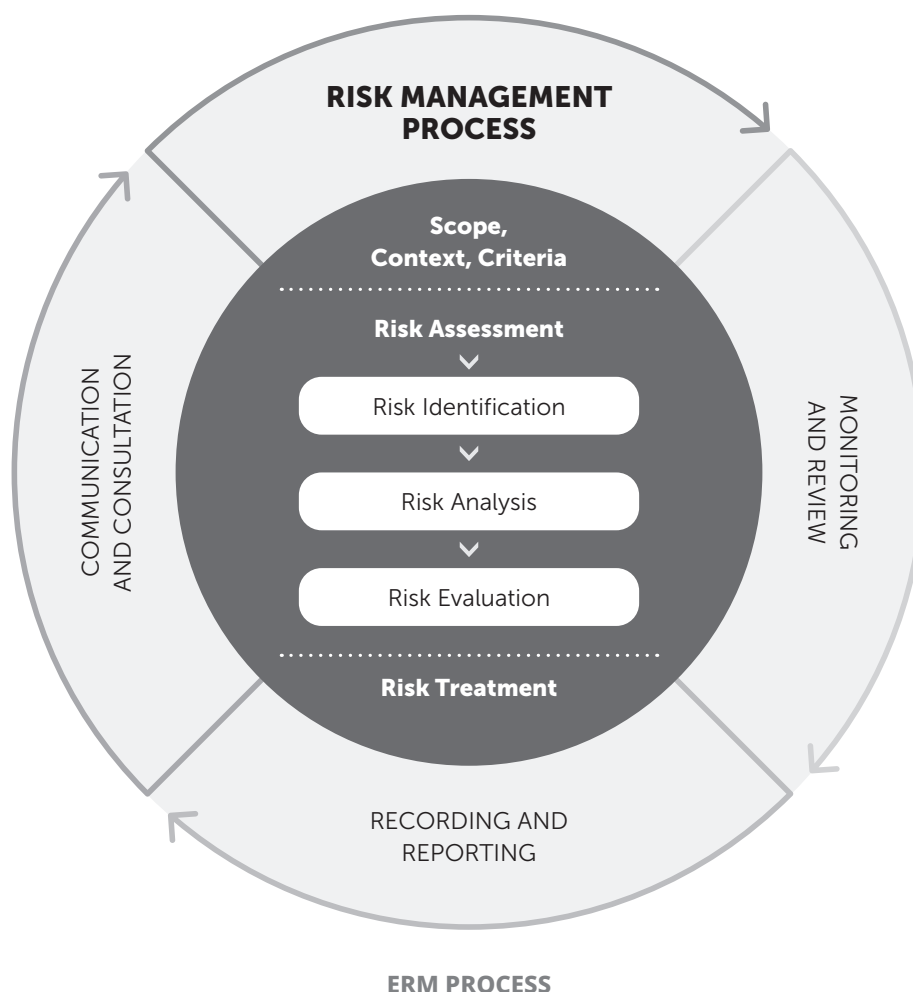 RISK MANAGEMENT
PROCESS
Scope,
Context, Criteria
Risk Assessment
Risk Identification
Risk Analysis
Risk Evaluation
Risk Treatment
COMMUNICATION
AND CONSULTATION
MONITORING
AND REVIEW
RECORDING AND
REPORTING
ERM PROCESS